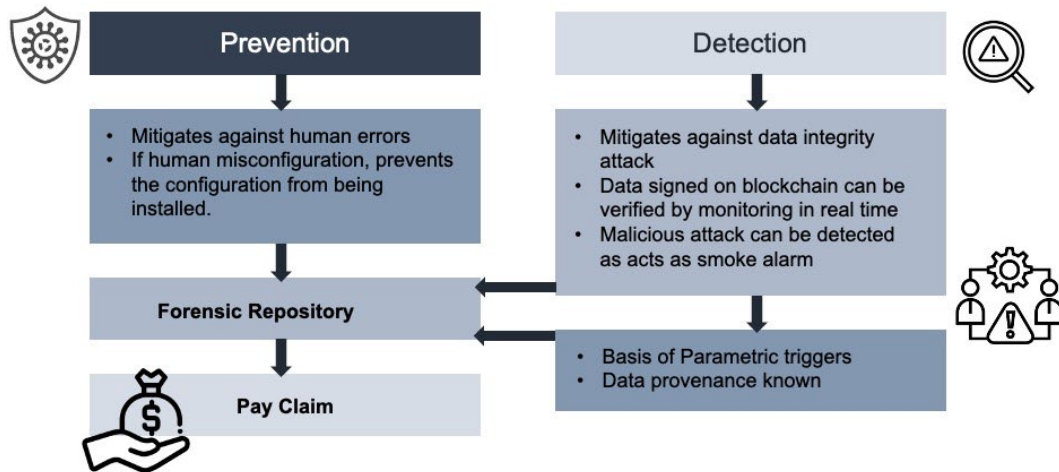 Prevention
• Mitigates against human errors
• If human misconfiguration, prevents
the configuration from being
installed.
Forensic Repository
Pay Claim
$
Detection
• Mitigates against data integrity
attack
• Data signed on blockchain can be
verified by monitoring in real time
• Malicious attack can be detected
as acts as smoke alarm
• Basis of Parametric triggers
• Data provenance known